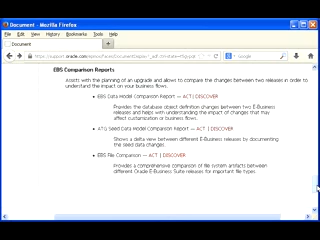 Document - Mozilla Firefox
File Edit View History Bookmarks Tools Help
Document
Google
EBS Comparison Reports
Assists with the planning of an upgrade and allows to compare the changes between two releases in order to
understand the impact on your business flows.
• EBS Data Model Comparison Report — ACT | DISCOVER
Provides the database object definition changes between two E-Business
releases and helps with understanding the impact of changes that may
affect customization or business flows.
• ATG Seed Data Model Comparison Report — ACT | DISCOVER
Shows a delta view between different E-Business releases by documenting
the seed data changes
• EBS File Comparison — ACT | DISCOVER
Provides a comprehensive comparison of file system artifacts between
different Oracle E-Business Suite releases for important file types